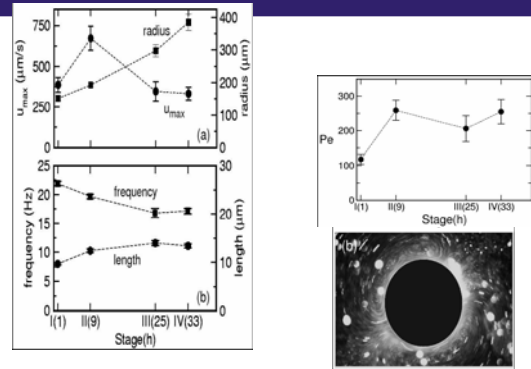 750
500
250
0
u_max (μm/s)
radius
u_max
(a)
400
300
200
100
0
radius (μm)
25
20
15
10
5
0
frequency (Hz)
frequency
length
(b)
30
20
10
0
length (μm)
I(1) II(9) III(25) IV(33)
Stage(h)
300
200
100
0
Pe
I(1) II(9) III(25) IV(33)
Stage(h)
(b)